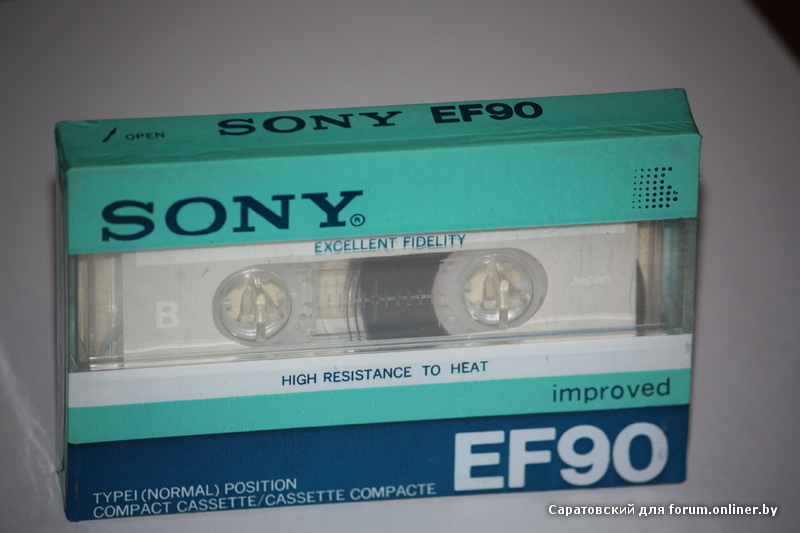 OPEN SONY EF90
SONY®
EXCELLENT FIDELITY
B
Japan
HIGH RESISTANCE TO HEAT
improved
EF90
TYPE I (NORMAL) POSITION
COMPACT CASSETTE/CASSETTE COMPACTE
Саратовский для forum.onliner.by